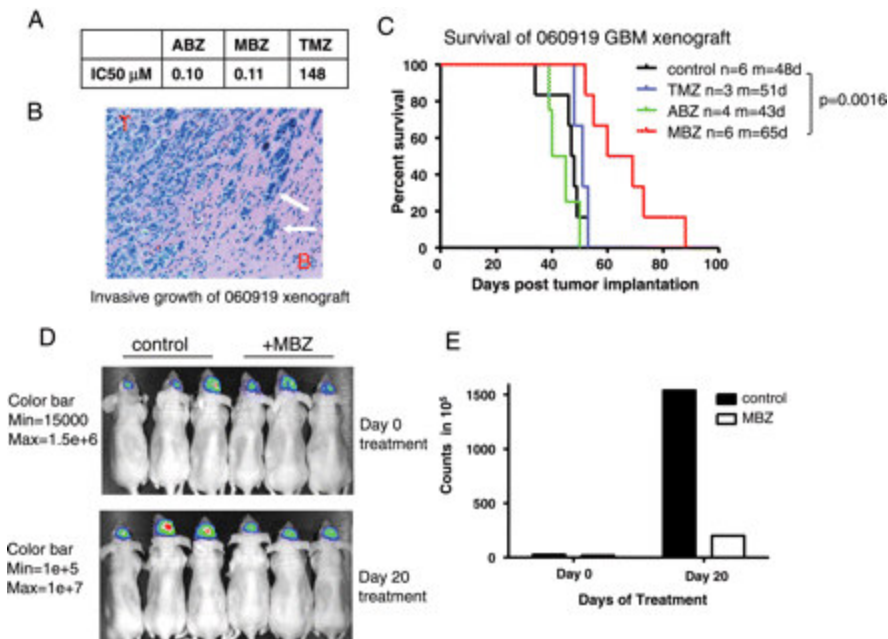 A
ABZ MBZ TMZ
IC50 μM 0.10 0.11 148
B
T
B
Invasive growth of 060919 xenograft
C
Survival of 060919 GBM xenograft
control n=6 m=48d
TMZ n=3 m=51d
ABZ n=4 m=43d
MBZ n=6 m=65d
p=0.0016
Percent survival
100
80
60
40
20
0
0 20 40 60 80 100
Days post tumor implantation
D
control +MBZ
Color bar
Min=15000
Max=1.5e+6
Day 0
treatment
Color bar
Min=1e+5
Max=1e+7
Day 20
treatment
E
control
MBZ
Counts in 10⁵
1500
1000
500
0
Day 0 Day 20
Days of Treatment